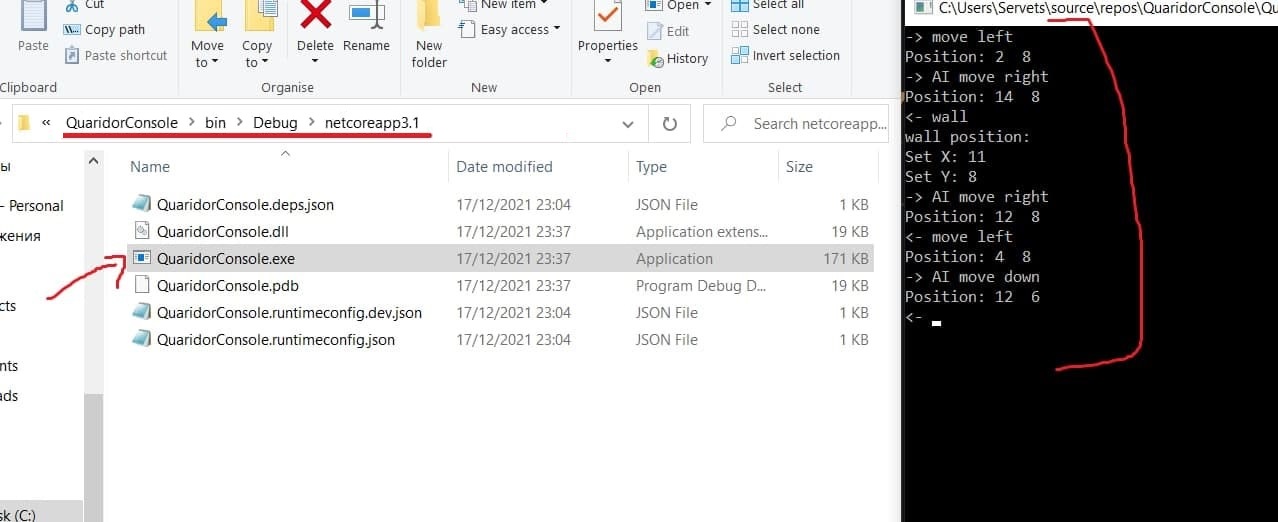 Cut
Copy path
Paste shortcut
Paste
Clipboard
Move to
Copy to
Delete
Rename
Organise
New item
Easy access
New folder
New
Open
Edit
History
Properties
Open
Select all
Select none
Invert selection
Select
« QuaridorConsole > bin > Debug > netcoreapp3.1
Search netcoreapp...
Name Date modified Type Size
QuaridorConsole.deps.json 17/12/2021 23:04 JSON File 1 KB
QuaridorConsole.dll 17/12/2021 23:37 Application extens... 19 KB
QuaridorConsole.exe 17/12/2021 23:37 Application 171 KB
QuaridorConsole.pdb 17/12/2021 23:37 Program Debug D... 19 KB
QuaridorConsole.runtimeconfig.dev.json 17/12/2021 23:04 JSON File 1 KB
QuaridorConsole.runtimeconfig.json 17/12/2021 23:04 JSON File 1 KB
ы
- Personal
жения
cts
nts
ads
sk (C:)
C:\Users\Servets\source\repos\QuaridorConsole\Qu
-> move left
Position: 2 8
-> AI move right
Position: 14 8
<- wall
wall position:
Set X: 11
Set Y: 8
-> AI move right
Position: 12 8
<- move left
Position: 4 8
-> AI move down
Position: 12 6
<-